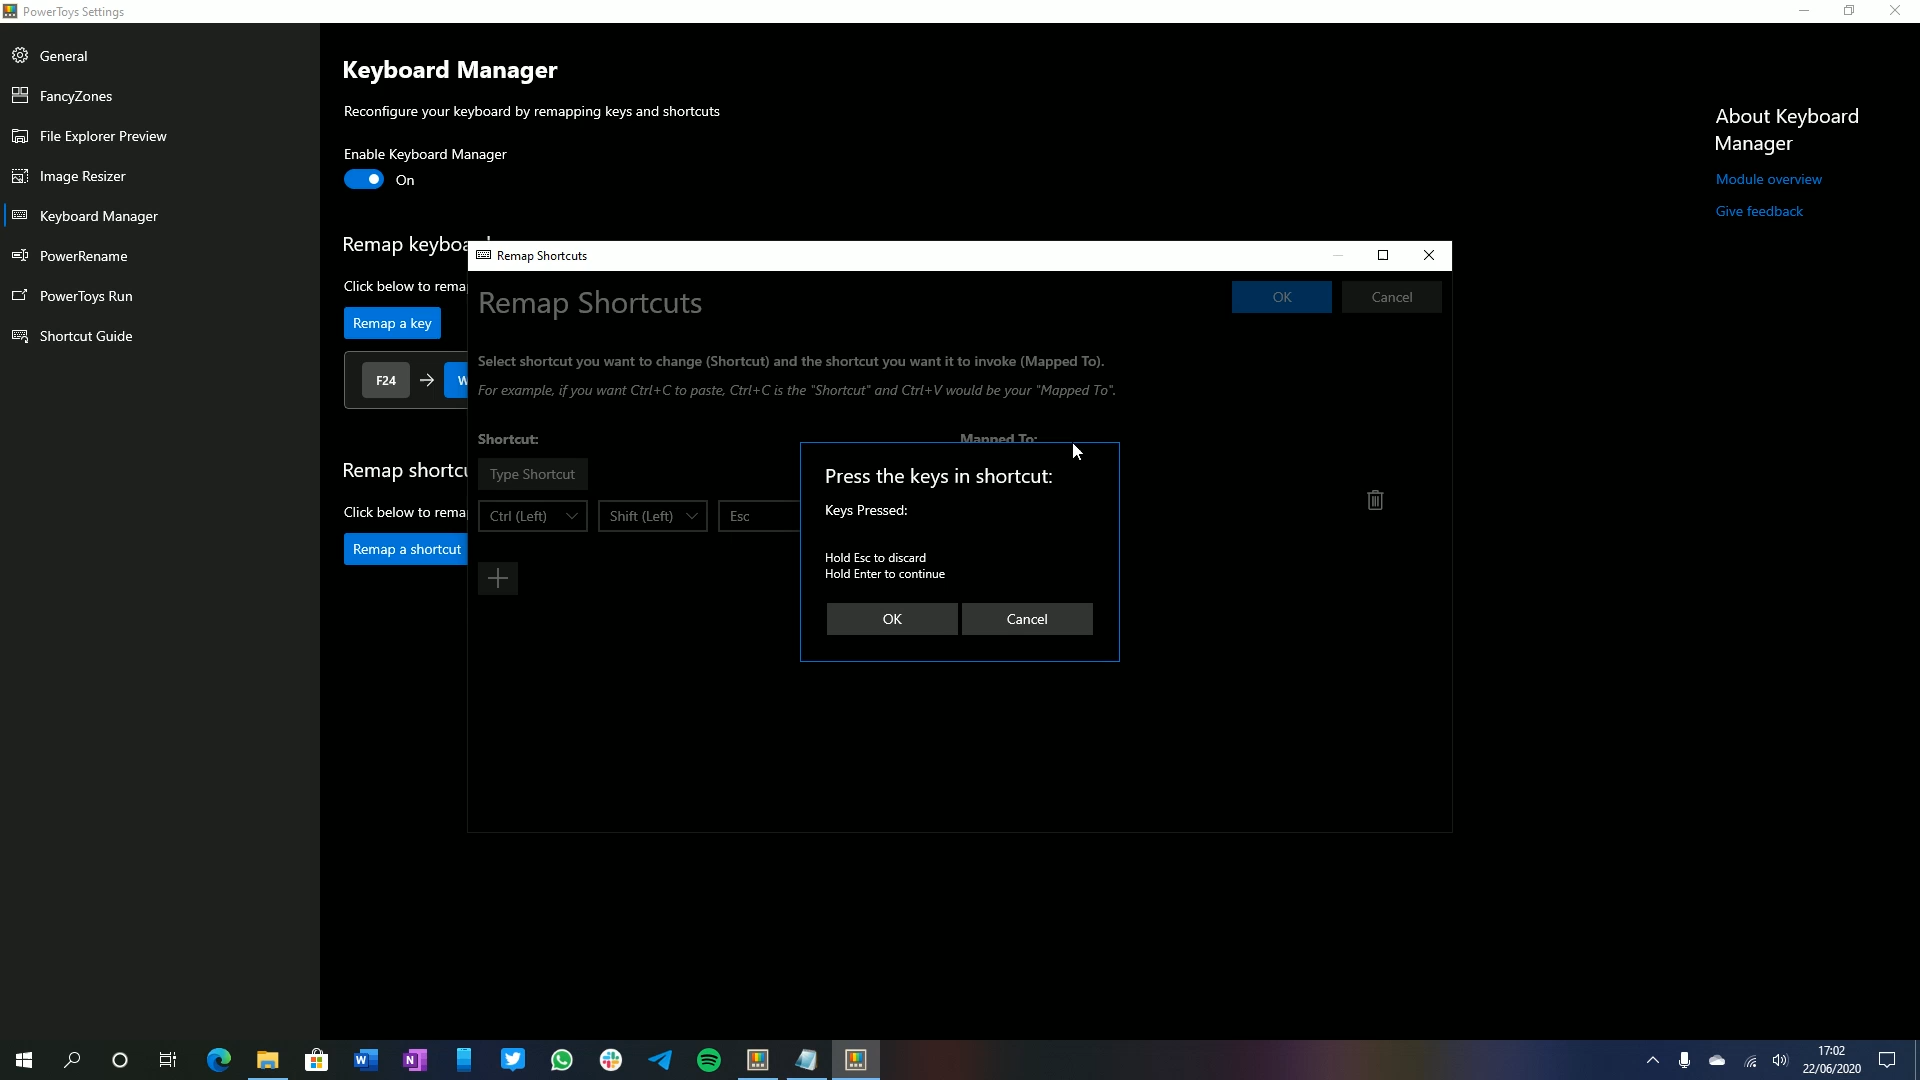 PowerToys Settings
General
FancyZones
File Explorer Preview
Image Resizer
Keyboard Manager
PowerRename
PowerToys Run
Shortcut Guide
Keyboard Manager
Reconfigure your keyboard by remapping keys and shortcuts
Enable Keyboard Manager
On
Remap
Click below to
Remap a key
F24
W
Remap
Click below to
Remap a shortcut
About Keyboard
Manager
Module overview
Give feedback
Remap Shortcuts
Remap Shortcuts
OK
Cancel
Select shortcut you want to change (Shortcut) and the shortcut you want it to invoke (Mapped To).
For example, if you want Ctrl+C to paste, Ctrl+C is the "Shortcut" and Ctrl+V would be your "Mapped To".
Shortcut:
Mapped To:
Type Shortcut
Ctrl (Left)
Shift (Left)
Esc
Press the keys in shortcut:
Keys Pressed:
Hold Esc to discard
Hold Enter to continue
OK
Cancel
17:02
22/06/2020